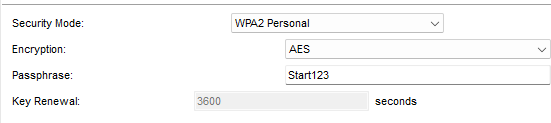 Security Mode: WPA2 Personal
Encryption: AES
Passphrase: Start123
Key Renewal: 3600 seconds